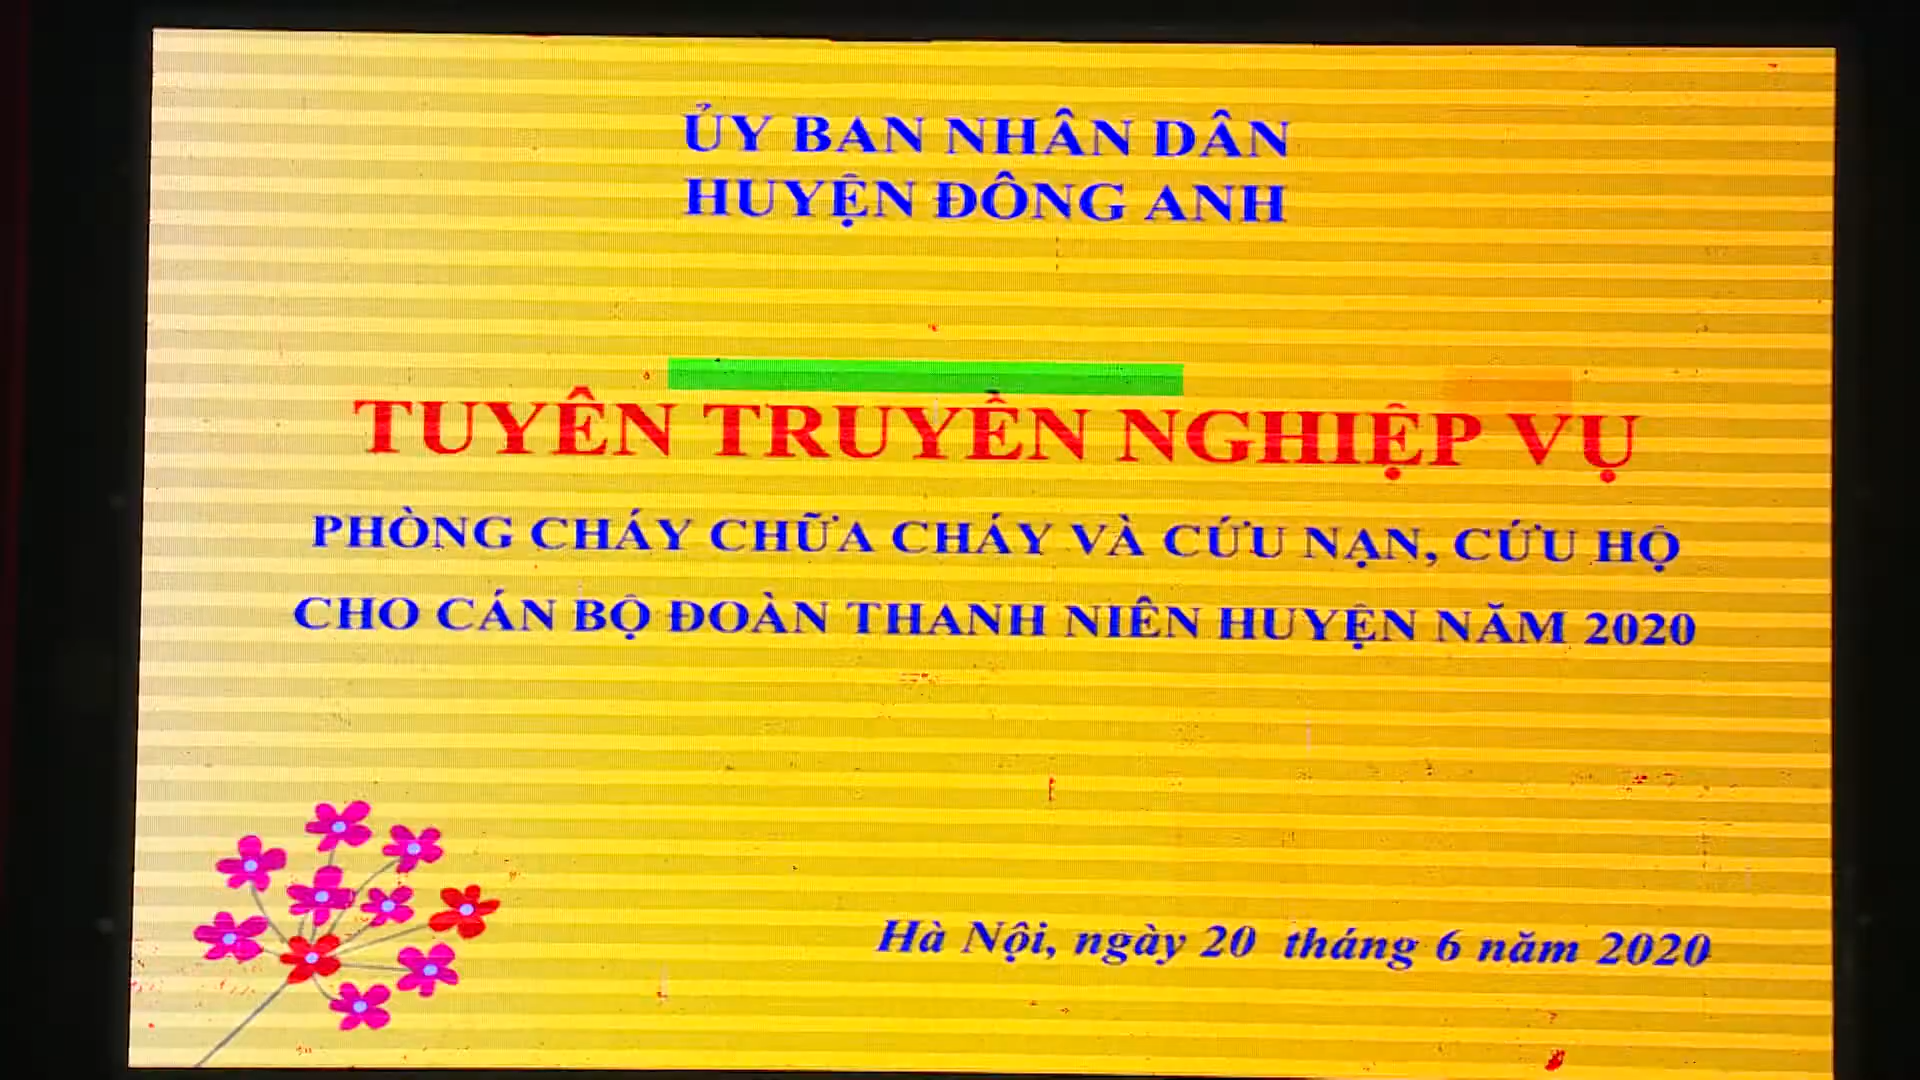 ỦY BAN NHÂN DÂN
HUYỆN ĐÔNG ANH
TUYÊN TRUYỀN NGHIỆP VỤ
PHÒNG CHÁY CHỮA CHÁY VÀ CỨU NẠN, CỨU HỘ
CHO CÁN BỘ ĐOÀN THANH NIÊN HUYỆN NĂM 2020
Hà Nội, ngày 20 tháng 6 năm 2020